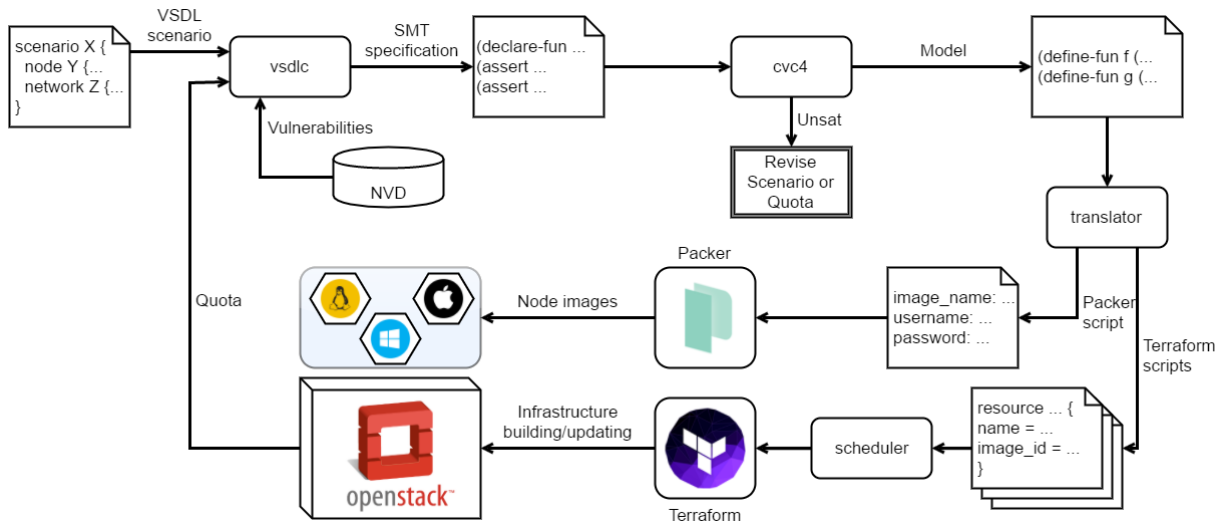 VSDL
scenario
scenario X {
node Y {...
network Z {...
}
vsdlc
SMT
specification
(declare-fun ...
(assert ...
(assert ...
cvc4
Model
(define-fun f (...
(define-fun g (...
Vulnerabilities
NVD
Unsat
Revise
Scenario or
Quota
translator
Quota
Node images
Packer
image_name: ...
username: ...
password: ...
Packer
script
Terraform
scripts
openstack™
Infrastructure
building/updating
Terraform
scheduler
resource ... {
name = ...
image_id = ...
}